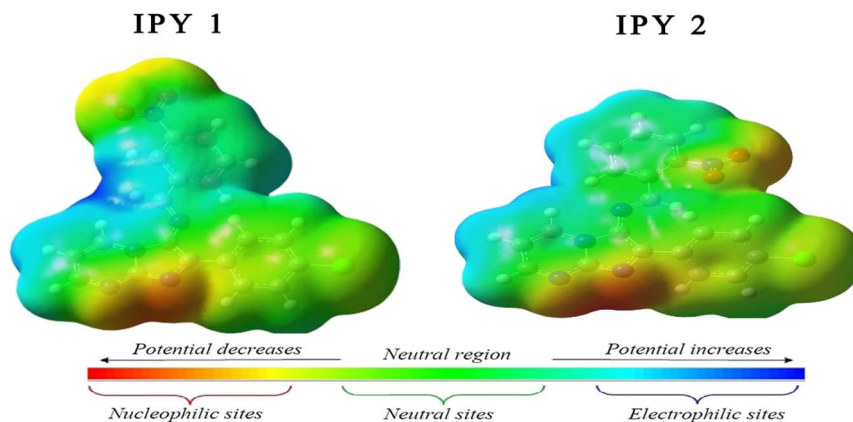 IPY 1
IPY 2
Potential decreases Neutral region Potential increases
Nucleophilic sites Neutral sites Electrophilic sites